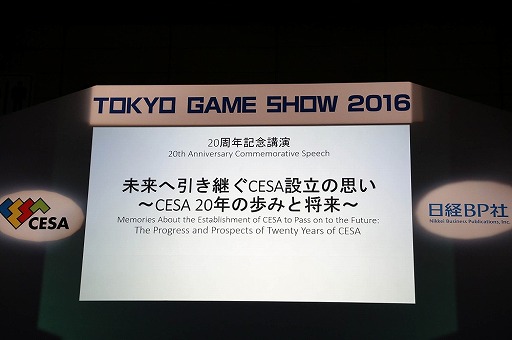 TOKYO GAME SHOW 2016
20周年記念講演
20th Anniversary Commemorative Speech
未来へ引き継ぐCESA設立の思い
～CESA 20年の歩みと将来～
Memories About the Establishment of CESA to Pass on to the Future:
The Progress and Prospects of Twenty Years of CESA
CESA
日経BP社
Nikkei Business Publications, Inc.